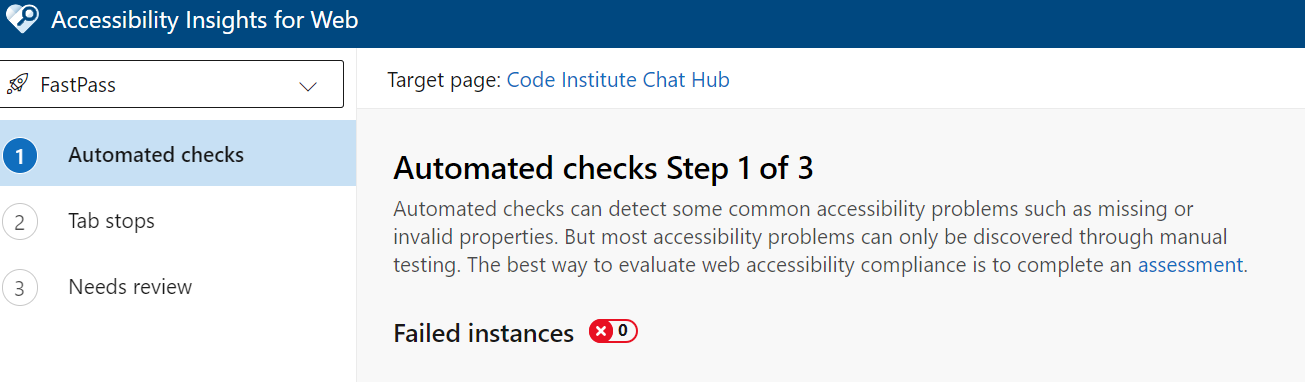 Accessibility Insights for Web
FastPass
Target page: Code Institute Chat Hub
1 Automated checks
2 Tab stops
3 Needs review
Automated checks Step 1 of 3
Automated checks can detect some common accessibility problems such as missing or
invalid properties. But most accessibility problems can only be discovered through manual
testing. The best way to evaluate web accessibility compliance is to complete an assessment.
Failed instances 0